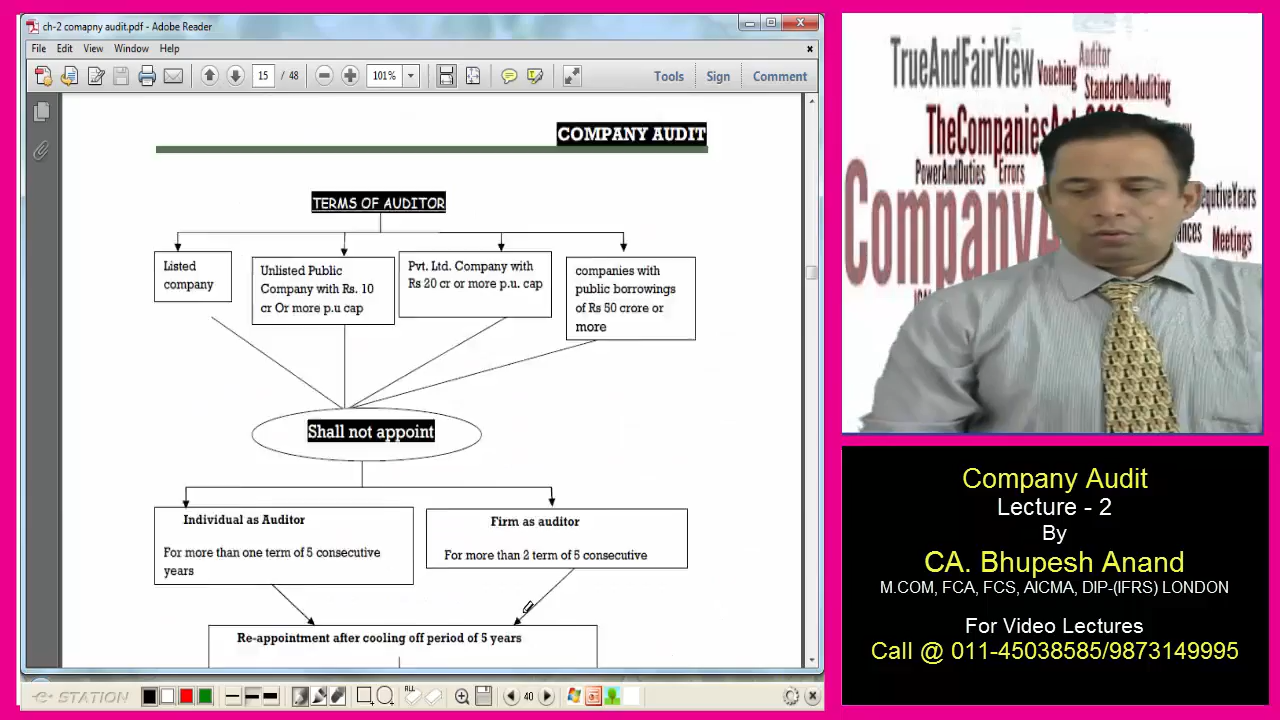 ch-2 comapny audit.pdf - Adobe Reader
File Edit View Window Help
15 / 48 101% Tools Sign Comment
COMPANY AUDIT
TERMS OF AUDITOR
Listed
company
Unlisted Public
Company with Rs. 10
cr Or more p.u cap
Pvt. Ltd. Company with
Rs 20 cr or more p.u. cap
companies with
public borrowings
of Rs 50 crore or
more
Shall not appoint
Individual as Auditor
For more than one term of 5 consecutive
years
Firm as auditor
For more than 2 term of 5 consecutive
Re-appointment after cooling off period of 5 years
e-STATION
ALL
40
TrueAndFairView
Auditor
Vouching
StandardOnAuditing
TheCompaniesAct
PowerAndDuties Errors
Company
Meetings
Company Audit
Lecture - 2
By
CA. Bhupesh Anand
M.COM, FCA, FCS, AICMA, DIP-(IFRS) LONDON
For Video Lectures
Call @ 011-45038585/9873149995